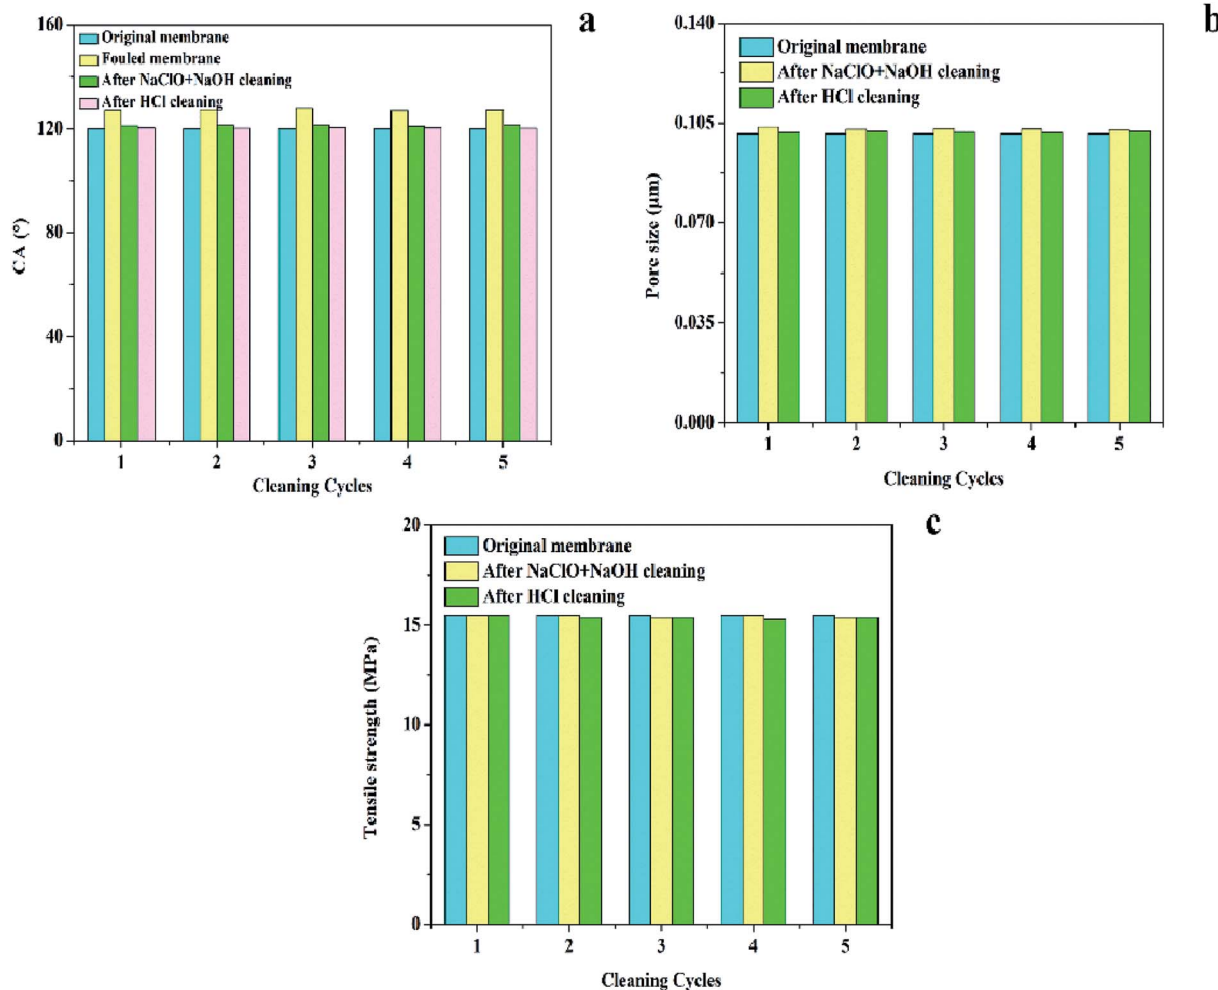 a
160
120
80
40
0
CA (°)
Original membrane
Fouled membrane
After NaClO+NaOH cleaning
After HCl cleaning
1 2 3 4 5
Cleaning Cycles
b
0.140
0.105
0.070
0.035
0.000
Pore size (μm)
Original membrane
After NaClO+NaOH cleaning
After HCl cleaning
1 2 3 4 5
Cleaning Cycles
c
20
15
10
5
0
Tensile strength (MPa)
Original membrane
After NaClO+NaOH cleaning
After HCl cleaning
1 2 3 4 5
Cleaning Cycles